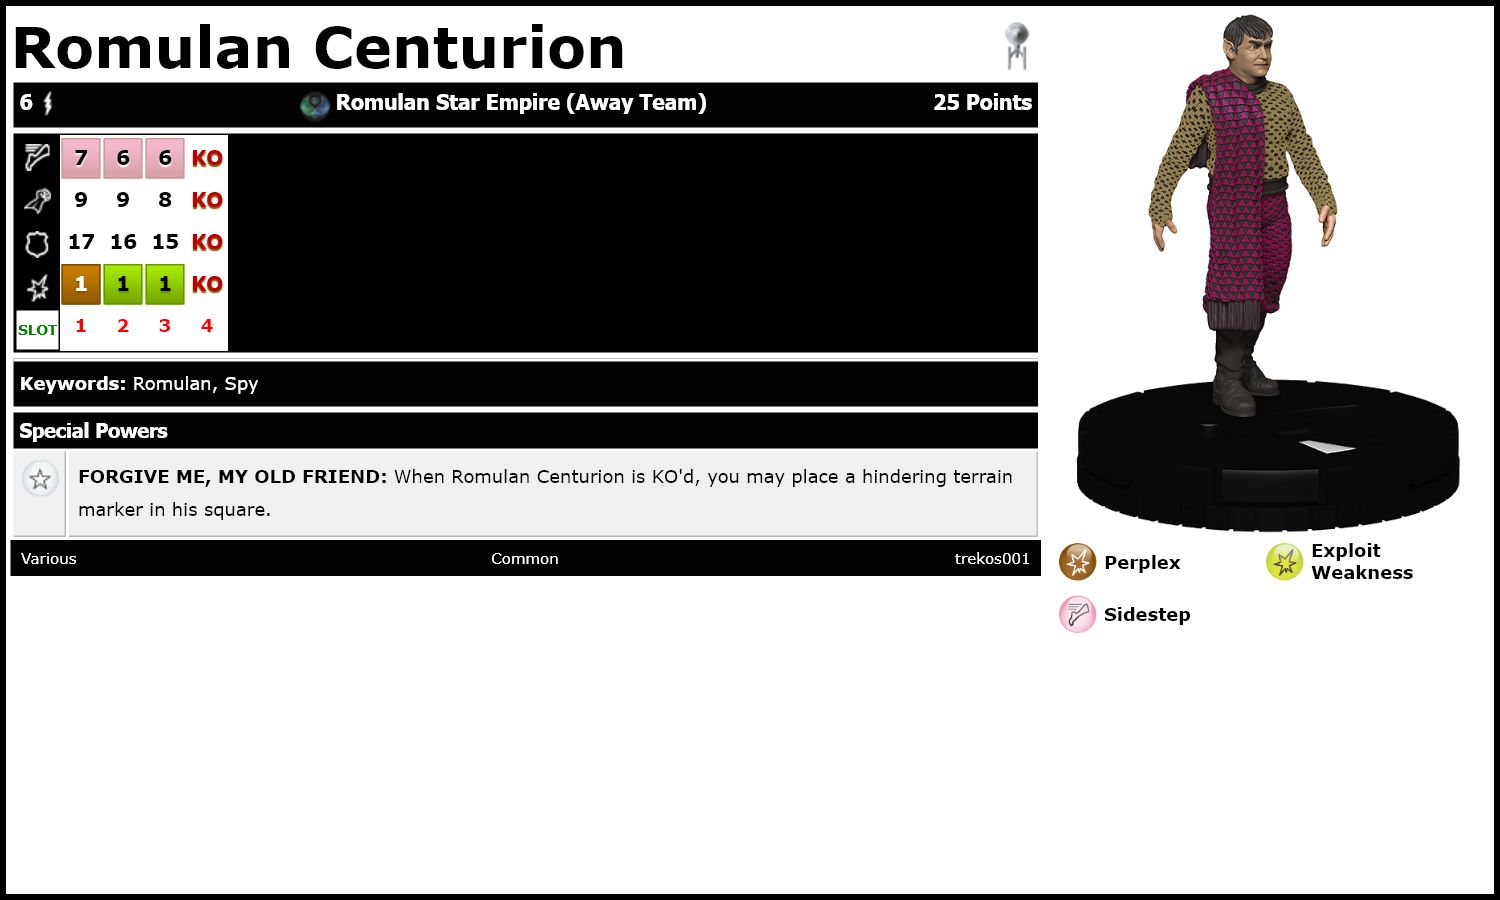 Romulan Centurion
6 Romulan Star Empire (Away Team) 25 Points
7 6 6 KO
9 9 8 KO
17 16 15 KO
1 1 1 KO
SLOT 1 2 3 4
Keywords: Romulan, Spy
Special Powers
FORGIVE ME, MY OLD FRIEND: When Romulan Centurion is KO'd, you may place a hindering terrain
marker in his square.
Various Common trekos001
Perplex
Exploit
Weakness
Sidestep